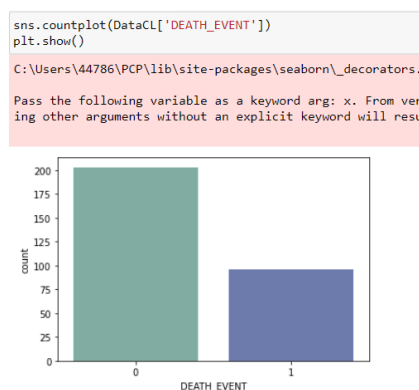 sns.countplot(DataCL['DEATH_EVENT'])
plt.show()
C:\Users\44786\PCP\lib\site-packages\seaborn\_decorators.
Pass the following variable as a keyword arg: x. From
ing other arguments without an explicit keyword will
200
175
150
125
100
75
50
25
0
count
0 1
DEATH_EVENT